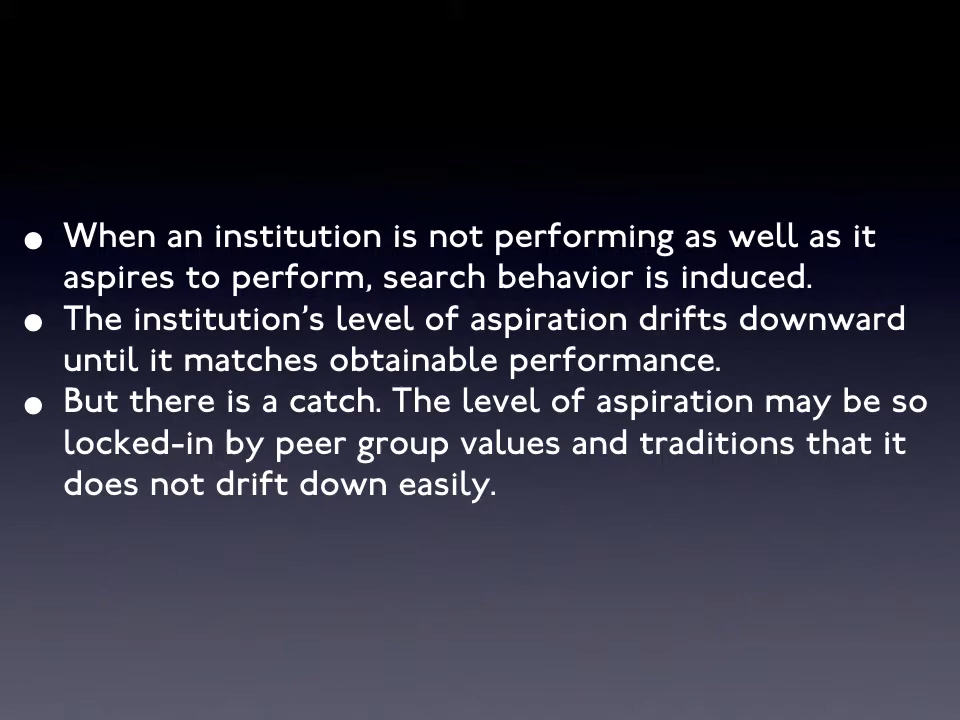 • When an institution is not performing as well as it
aspires to perform, search behavior is induced.
• The institution’s level of aspiration drifts downward
until it matches obtainable performance.
• But there is a catch. The level of aspiration may be so
locked-in by peer group values and traditions that it
does not drift down easily.